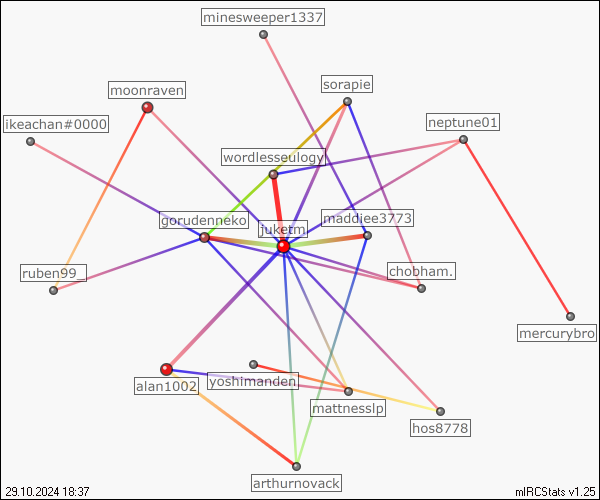 minesweeper1337
sorapie
moonraven
ikeachan#0000
neptune01
wordlesseulogy
gorudenneko
maddiee3773
juketm
ruben99_
chobham.
mercurybro
alan1002
yoshimanden
mattnesslp
hos8778
arthurnovack
29.10.2024 18:37
mIRCStats v1.25